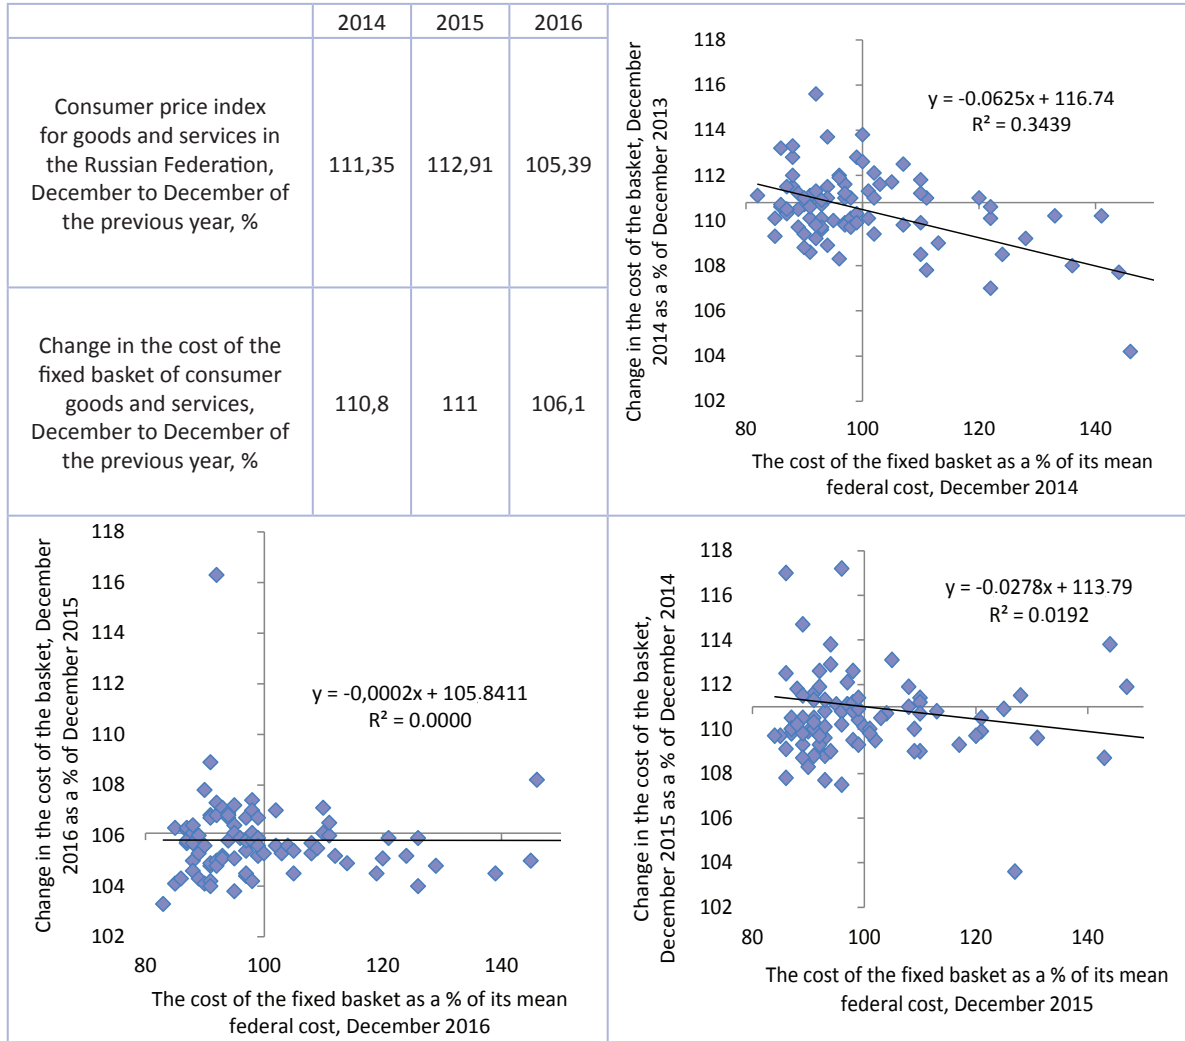 2014 2015 2016
Consumer price index
for goods and services in
the Russian Federation,
December to December of
the previous year, %
111,35 112,91 105,39
Change in the cost of the
fixed basket of consumer
goods and services,
December to December of
the previous year, %
110,8 111 106,1
Change in the cost of the basket, December
2014 as a % of December 2013
118
116
114
112
110
108
106
104
102
y = -0.0625x + 116.74
R² = 0.3439
80 100 120 140
The cost of the fixed basket as a % of its mean
federal cost, December 2014
Change in the cost of the basket, December
2016 as a % of December 2015
118
116
114
112
110
108
106
104
102
y = -0,0002x + 105.8411
R² = 0.0000
80 100 120 140
The cost of the fixed basket as a % of its mean
federal cost, December 2016
Change in the cost of the basket,
December 2015 as a % of December 2014
118
116
114
112
110
108
106
104
102
y = -0.0278x + 113.79
R² = 0.0192
80 100 120 140
The cost of the fixed basket as a % of its mean
federal cost, December 2015